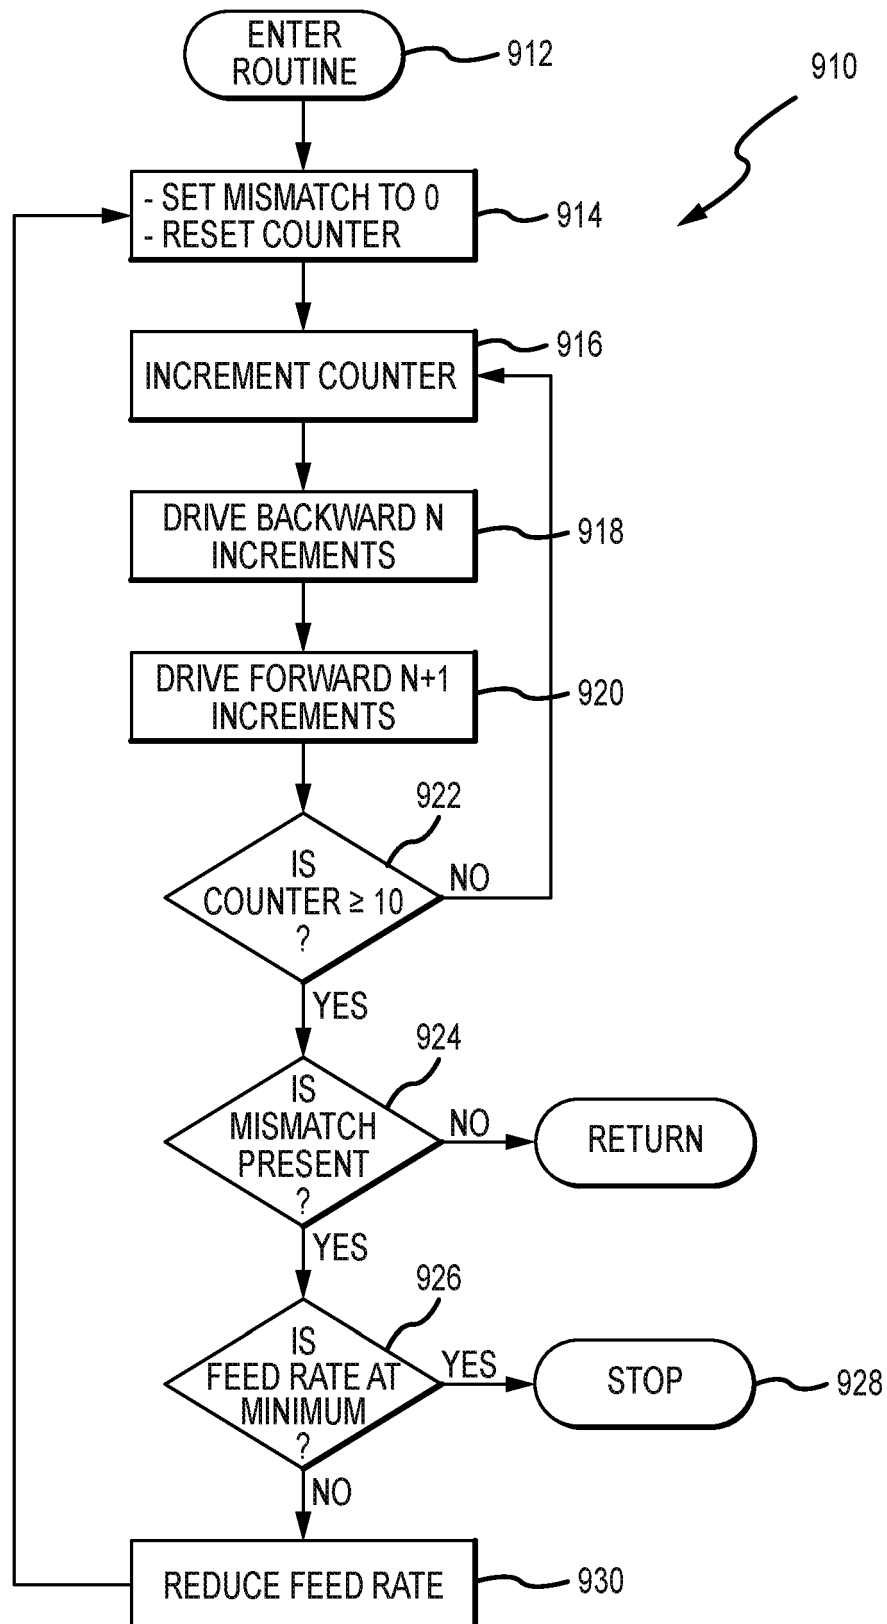 ENTER
ROUTINE
912
910
- SET MISMATCH TO 0
- RESET COUNTER
914
916
INCREMENT COUNTER
DRIVE BACKWARD N
INCREMENTS
918
DRIVE FORWARD N+1
INCREMENTS
920
922
IS
COUNTER ≥ 10
?
NO
YES
924
IS
MISMATCH
PRESENT
?
NO
RETURN
YES
926
IS
FEED RATE AT
MINIMUM
?
YES
STOP
928
NO
REDUCE FEED RATE
930